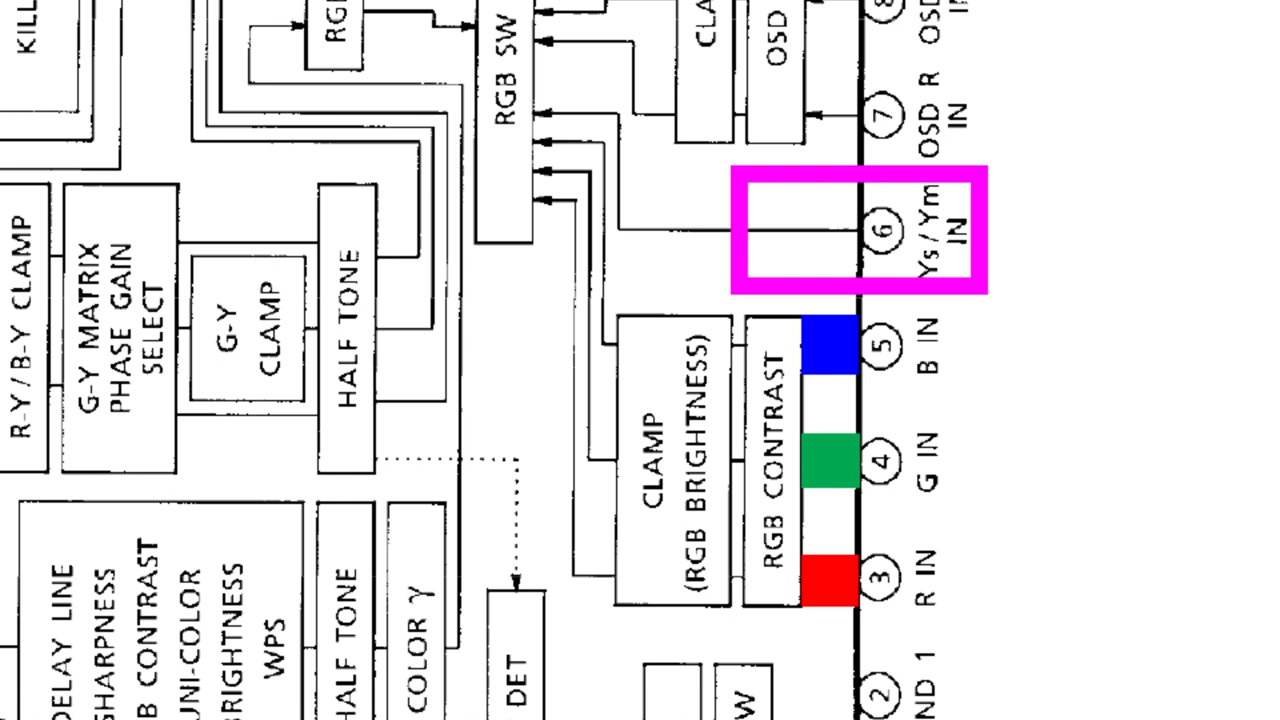 KILL
RGB SW
CLA
OSD
8
OSD
7
OSD R
IN
6
Ys/Ym
IN
5
B IN
4
G IN
3
R IN
2
ND 1
R-Y/B-Y CLAMP
G-Y MATRIX
PHASE GAIN
SELECT
G-Y
CLAMP
HALF TONE
CLAMP
(RGB BRIGHTNESS)
RGB CONTRAST
DELAY LINE
SHARPNESS
B CONTRAST
UNI-COLOR
BRIGHTNESS
WPS
HALF TONE
COLOR γ
DET
W